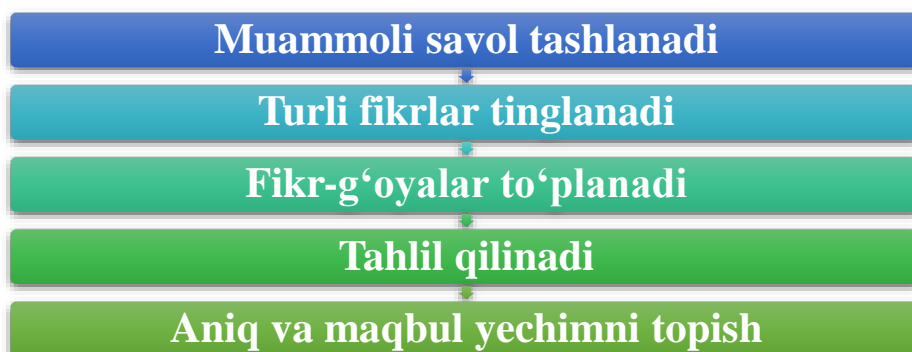 Muammoli savol tashlanadi
Turli fikrlar tinglanadi
Fikr-g‘oyalar to‘planadi
Tahlil qilinadi
Aniq va maqbul yechimni topish